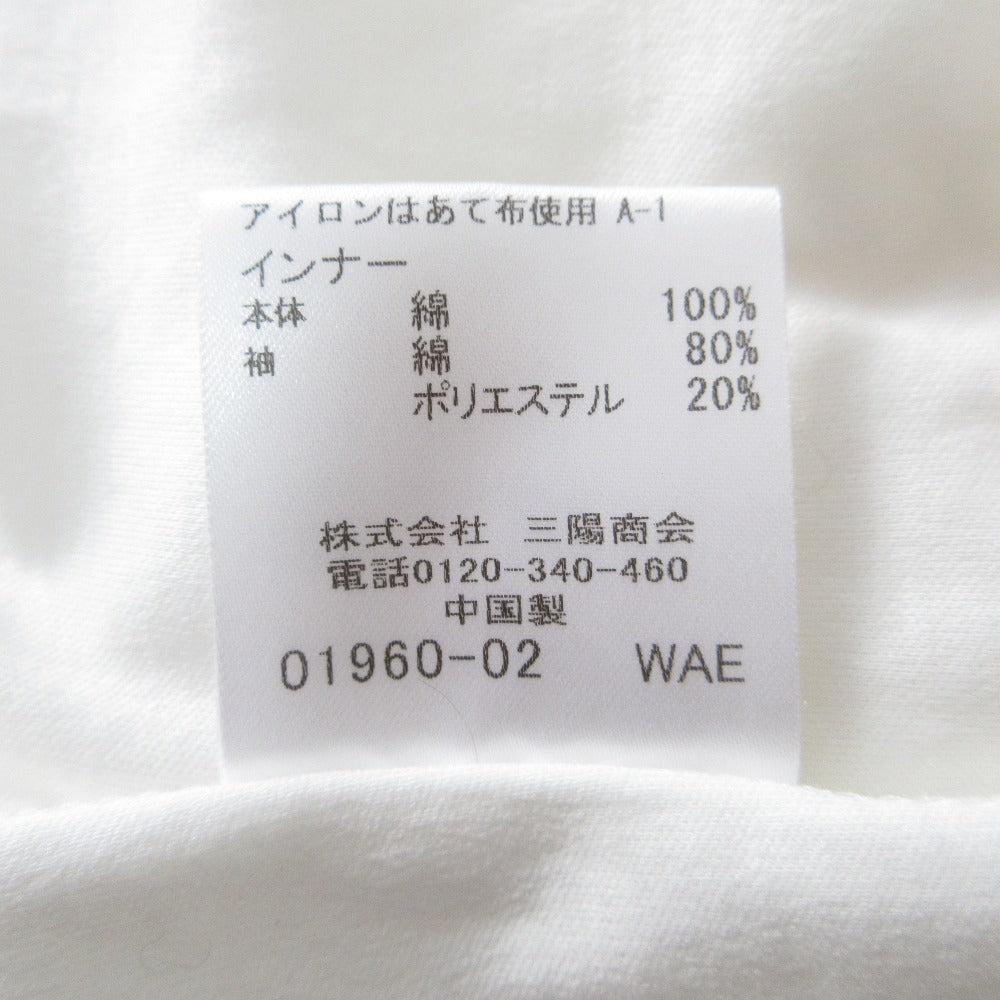 アイロンはあて布使用 A-1
インナー
本体 綿 100%
袖 綿 80%
ポリエステル 20%
株式会社 三陽商会
電話0120-340-460
中国製
01960-02 WAE